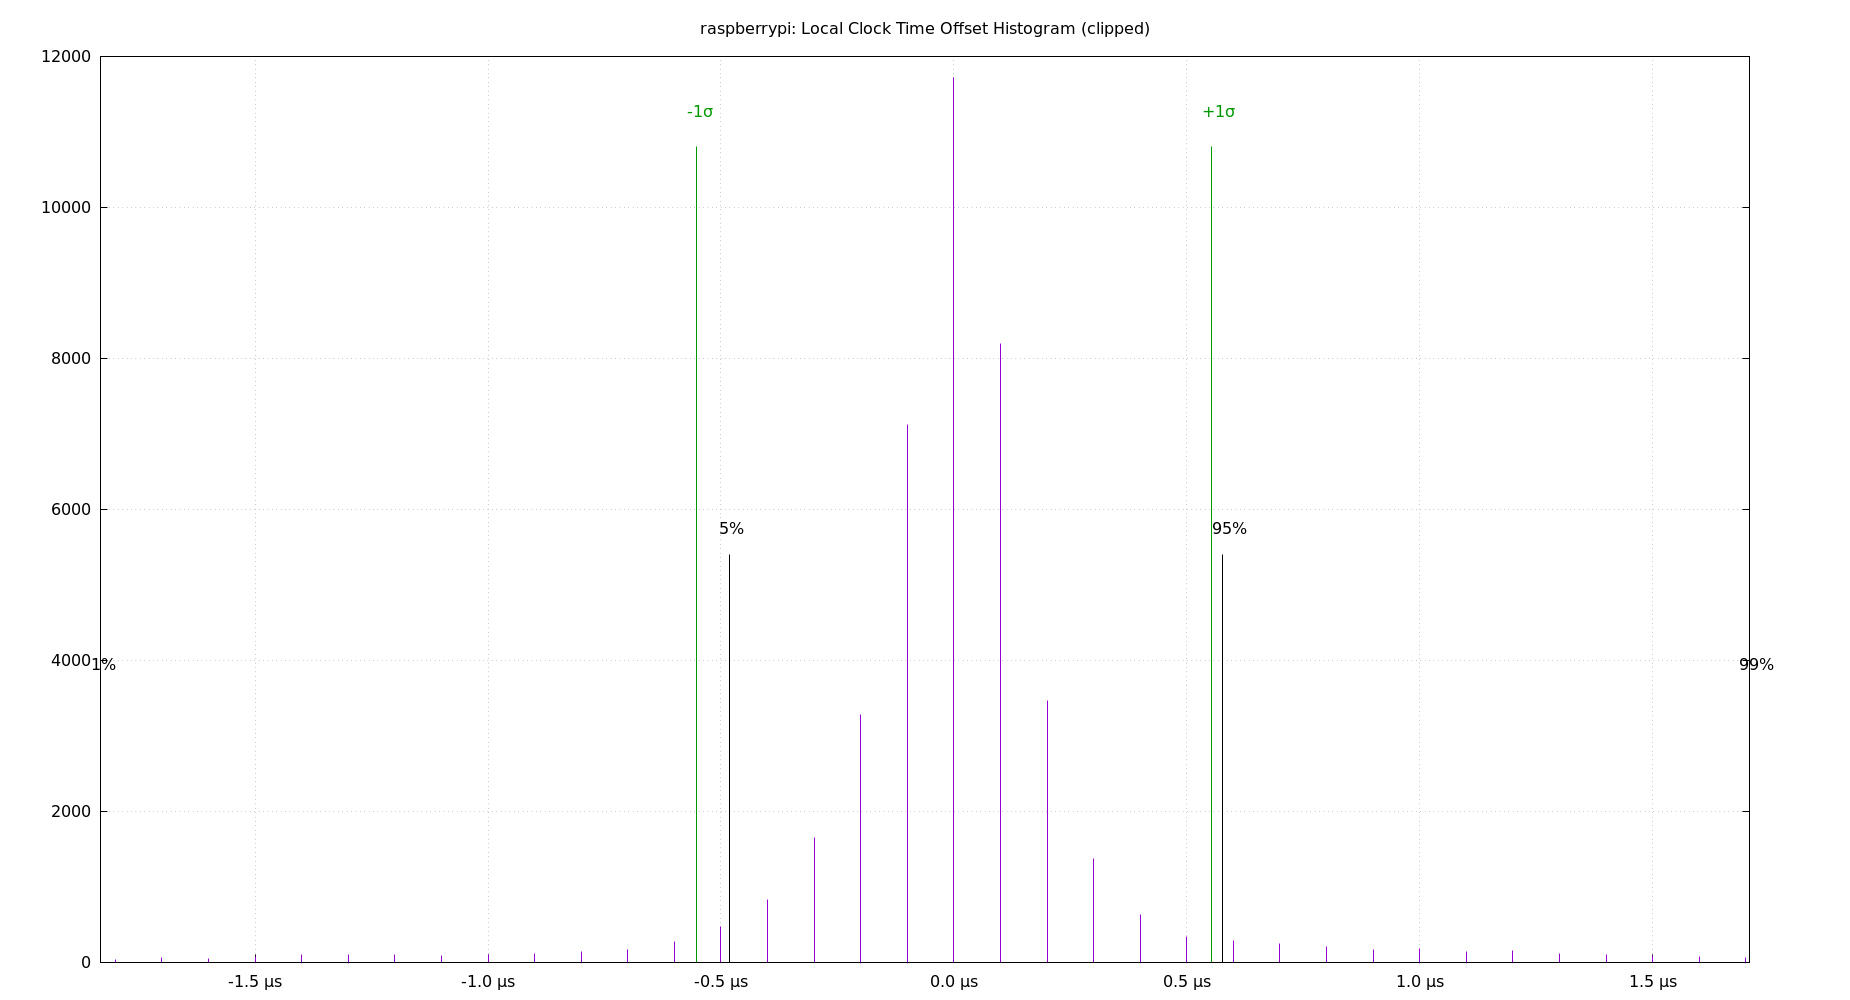 raspberrypi: Local Clock Time Offset Histogram (clipped)
12000
-1σ
+1σ
10000
8000
6000
5%
95%
4000
1%
99%
2000
0
-1.5 µs
-1.0 µs
-0.5 µs
0.0 µs
0.5 µs
1.0 µs
1.5 µs